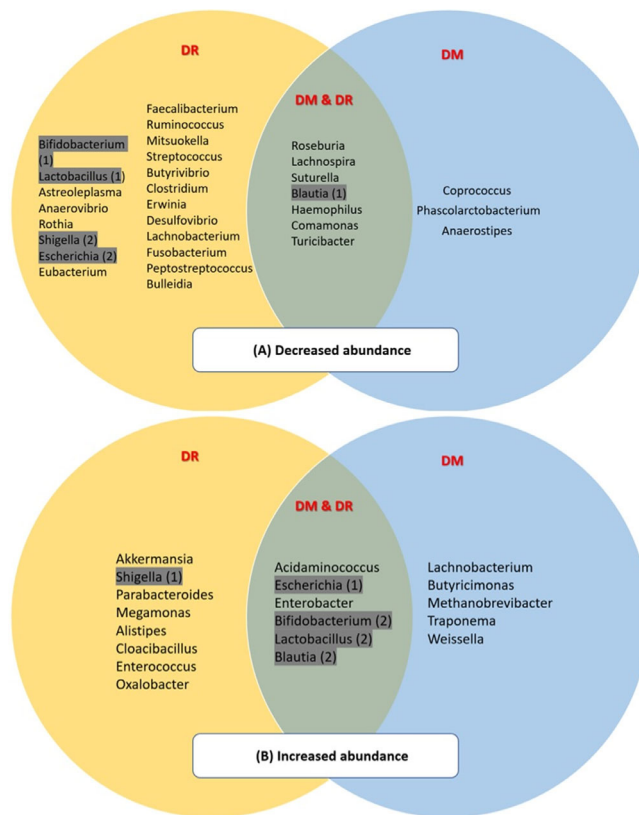 DR
DM
DM & DR
Bifidobacterium
(1)
Lactobacillus (1)
Astreoleplasma
Anaerovibrio
Rothia
Shigella (2)
Escherichia (2)
Eubacterium
Faecalibacterium
Ruminococcus
Mitsuokella
Streptococcus
Butyrivibrio
Clostridium
Erwinia
Desulfovibrio
Lachnobacterium
Fusobacterium
Peptostreptococcus
Bulleidia
Roseburia
Lachnospira
Suturella
Blautia (1)
Haemophilus
Comamonas
Turicibacter
Coprococcus
Phascolarctobacterium
Anaerostipes
(A) Decreased abundance
DR
DM
DM & DR
Akkermansia
Shigella (1)
Parabacteroides
Megamonas
Alistipes
Cloacibacillus
Enterococcus
Oxalobacter
Acidaminococcus
Escherichia (1)
Enterobacter
Bifidobacterium (2)
Lactobacillus (2)
Blautia (2)
Lachnobacterium
Butyricimonas
Methanobrevibacter
Traponema
Weissella
(B) Increased abundance